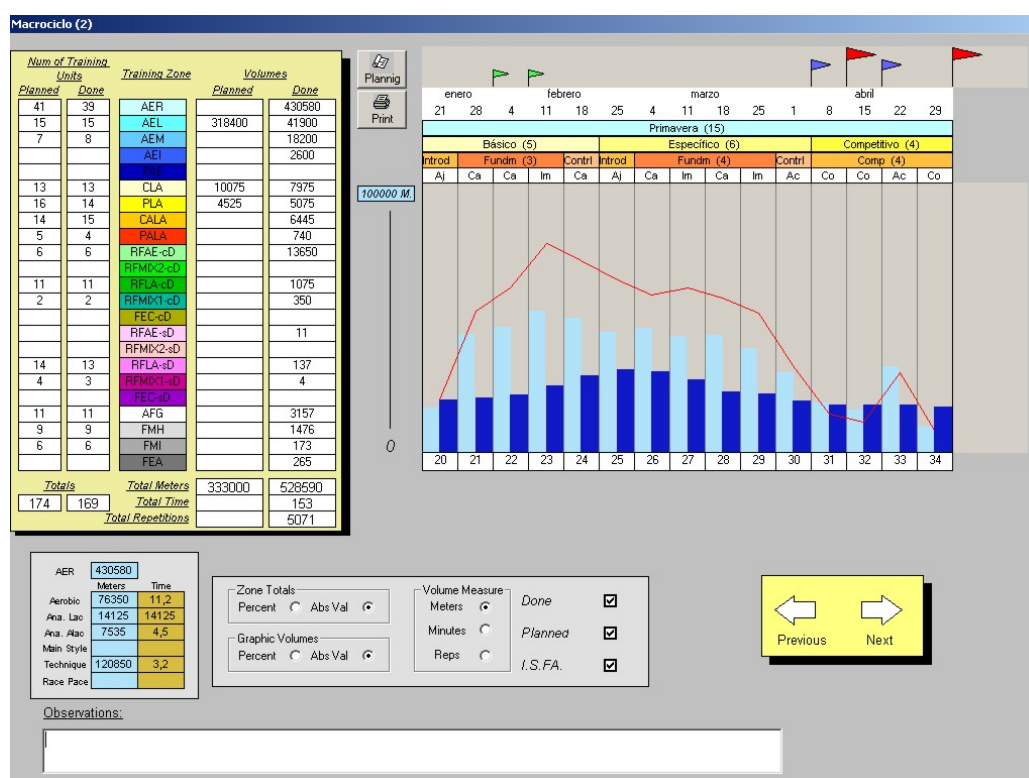 Macrociclo (2)
Num of Training Units Training Zone Volumes
Planned Done Planned Done
41 39 AER 430580
15 15 AEL 318400 41900
7 8 AEM 18200
AEI 2600
PAE
13 13 CLA 10075 7975
16 14 PLA 4525 5075
14 15 CALA 6445
5 4 PALA 740
6 6 RFAE-cD 13650
RFMIX2-cD
11 11 RFLA-cD 1075
2 2 RFMIX1-cD 350
FEC-cD
RFAE-sD 11
RFMIX2-sD
14 13 RFLA-sD 137
4 3 RFMIX1-sD 4
FEC-sD
11 11 AFG 3157
9 9 FMH 1476
6 6 FMI 173
FEA 265
Totals Total Meters 333000 528590
174 169 Total Time 153
Total Repetitions 5071
Plannig
Print
100000 M.
0
enero febrero marzo abril
21 28 4 11 18 25 4 11 18 25 1 8 15 22 29
Primavera (15)
Básico (5) Específico (6) Competitivo (4)
Introd Fundm (3) Contrl Introd Fundm (4) Contrl Comp (4)
Aj Ca Ca Im Ca Aj Ca Im Ca Im Ac Co Co Ac Co
20 21 22 23 24 25 26 27 28 29 30 31 32 33 34
AER 430580
Meters Time
Aerobic 76350 11,2
Ana. Lac 14125 14125
Ana. Alac 7535 4,5
Main Style
Technique 120850 3,2
Race Pace
Zone Totals
Percent Abs Val
Graphic Volumes
Percent Abs Val
Volume Measure
Meters
Minutes
Reps
Done
Planned
I.S.FA.
Previous Next
Observations: